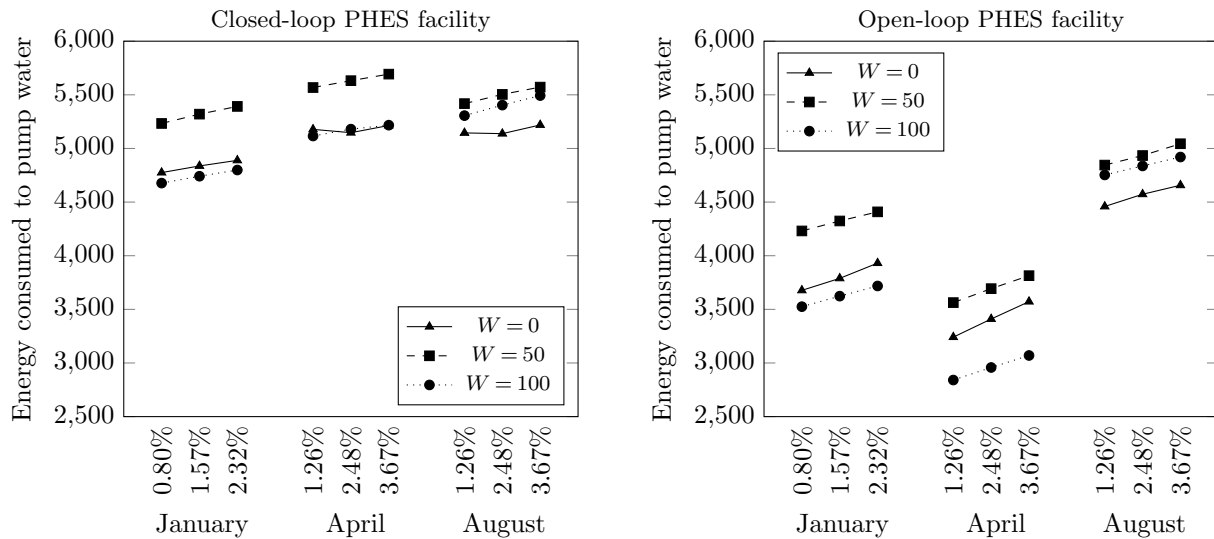 Closed-loop PHES facility
Energy consumed to pump water
6,000
5,500
5,000
4,500
4,000
3,500
3,000
2,500
W = 0
W = 50
W = 100
0.80% 1.57% 2.32% 1.26% 2.48% 3.67% 1.26% 2.48% 3.67%
January April August
Open-loop PHES facility
Energy consumed to pump water
6,000
5,500
5,000
4,500
4,000
3,500
3,000
2,500
W = 0
W = 50
W = 100
0.80% 1.57% 2.32% 1.26% 2.48% 3.67% 1.26% 2.48% 3.67%
January April August